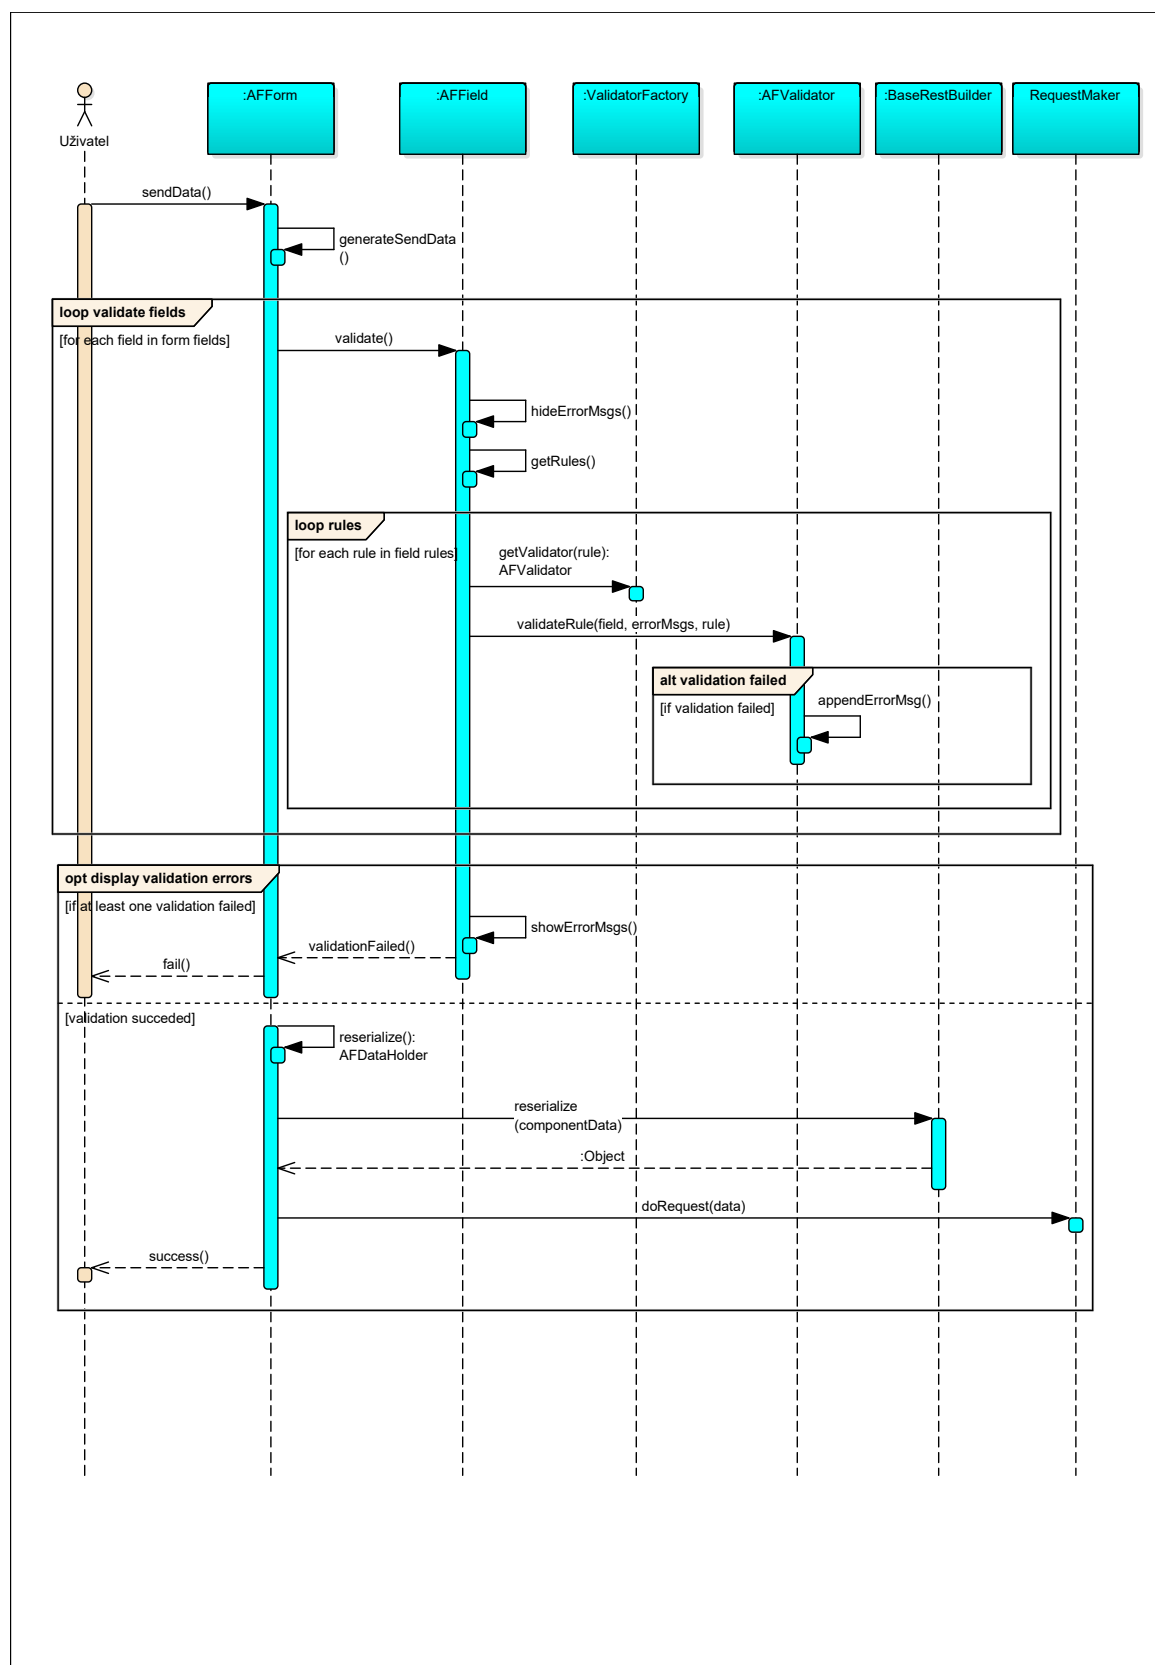 :AFForm
:AFField
:ValidatorFactory
:AFValidator
:BaseRestBuilder
RequestMaker
Uživatel
sendData()
generateSendData
()
loop validate fields
[for each field in form fields]
validate()
hideErrorMsgs()
getRules()
loop rules
[for each rule in field rules]
getValidator(rule):
AFValidator
validateRule(field, errorMsgs, rule)
alt validation failed
[if validation failed]
appendErrorMsg()
opt display validation errors
[if at least one validation failed]
showErrorMsgs()
validationFailed()
fail()
[validation succeded]
reserialize():
AFDataHolder
reserialize
(componentData)
:Object
doRequest(data)
success()